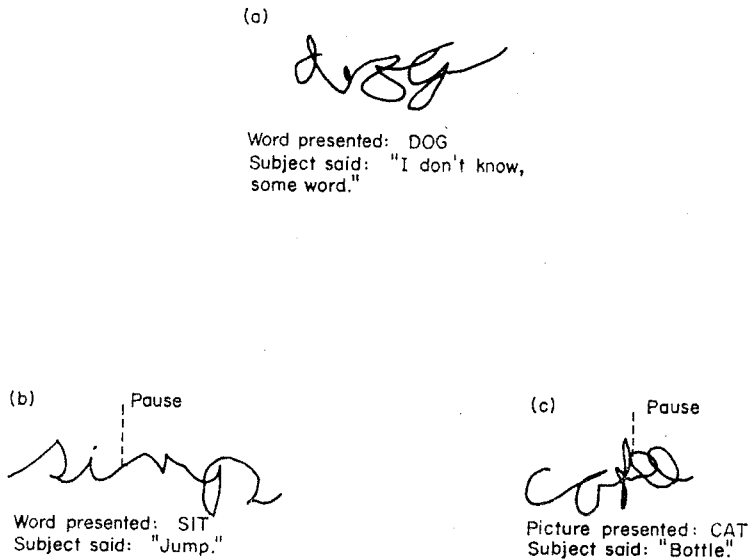 (a)
Word presented: DOG
Subject said: "I don't know,
some word."
(b)
Pause
simp
Word presented: SIT
Subject said: "Jump."
(c)
Pause
Picture presented: CAT
Subject said: "Bottle."